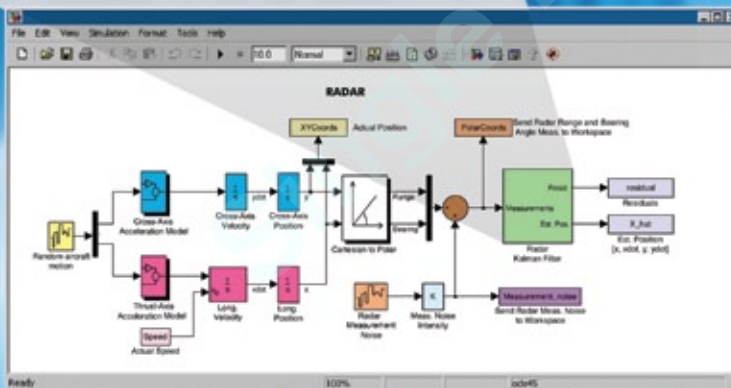 File Edit View Simulation Format Tools Help
10.0 Normal
RADAR
XYCoords
Actual Position
PolarCoords
Send Radar Range and Bearing
Angle Meas. to Workspace
Cross-Axis
Acceleration Model
ydot
Cross-Axis
Velocity
y
Cross-Axis
Position
Cartesian to Polar
Range
Bearing
Measurements
Resid
Est. Pos.
Radar
Kalman Filter
residual
Residuals
X_hat
Est. Position
[x, xdot, y, ydot]
Random aircraft
motion
Thrust-Axis
Acceleration Model
xdot
Long.
Velocity
x
Long.
Position
Speed
Actual Speed
Radar
Measurement
Noise
K
Meas. Noise
Intensity
Measurement_noise
Send Radar Meas. Noise
to Workspace
Ready
100%
ode45